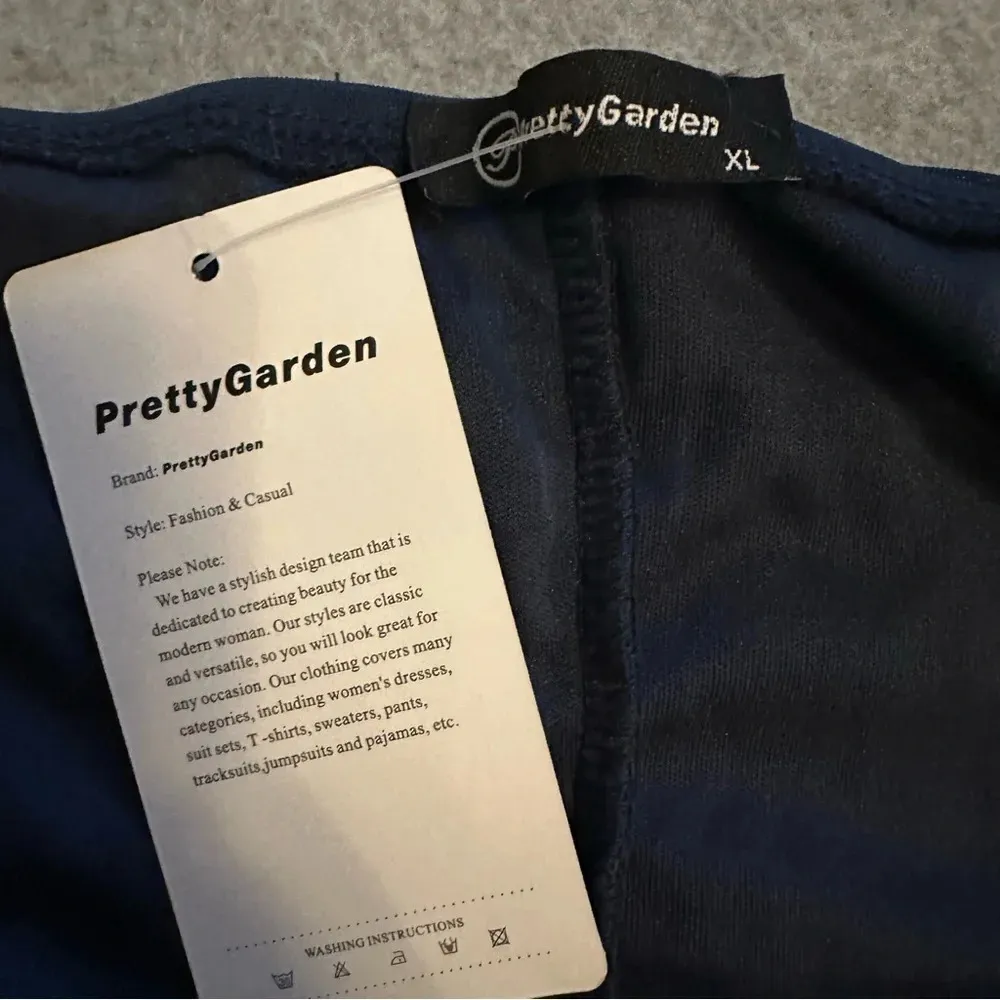 PrettyGarden
XL
PrettyGarden
Brand: PrettyGarden
Style: Fashion & Casual
Please Note:
We have a stylish design team that is
dedicated to creating beauty for the
modern woman. Our styles are classic
and versatile, so you will look great for
any occasion. Our clothing covers many
categories, including women's dresses,
suit sets, T -shirts, sweaters, pants,
tracksuits,jumpsuits and pajamas, etc.
WASHING INSTRUCTIONS